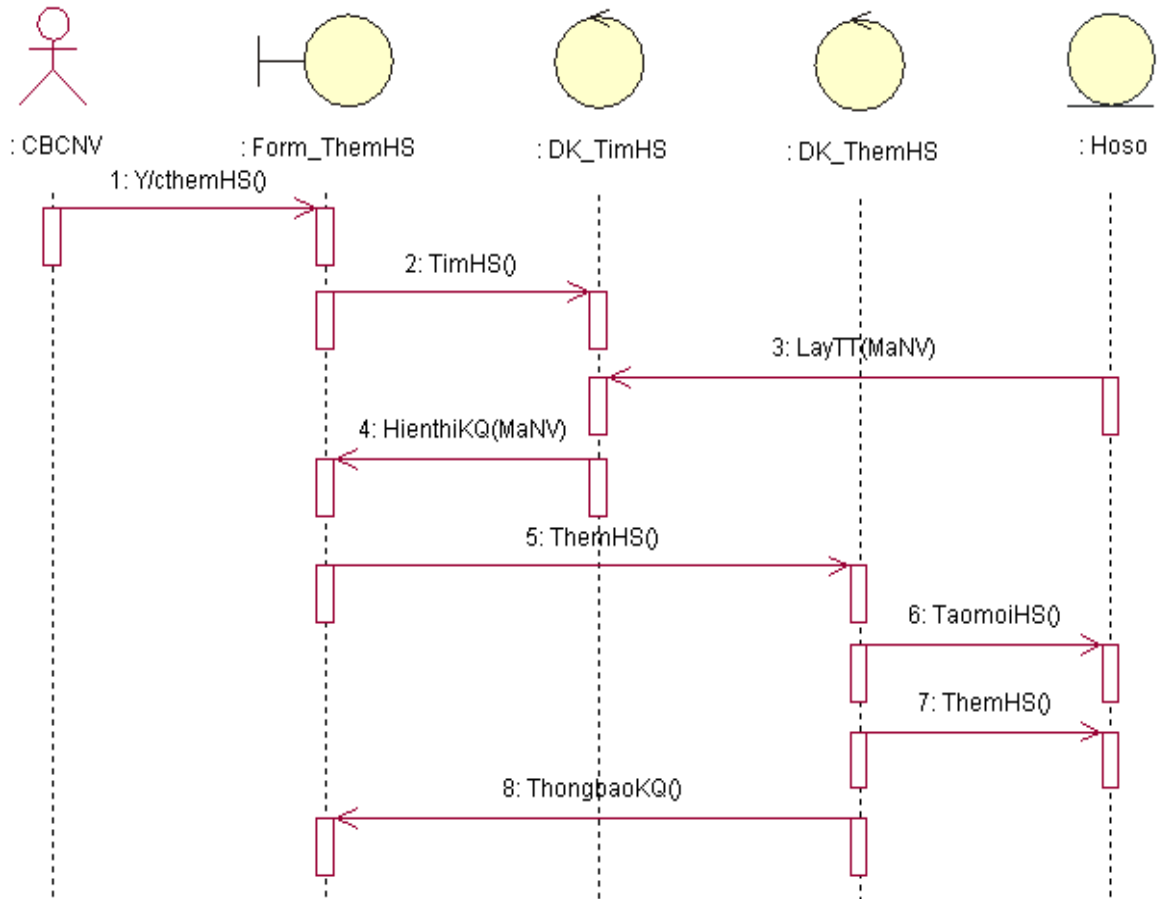 : CBCNV
: Form_ThemHS
: DK_TimHS
: DK_ThemHS
: Hoso
1: Y/cthemHS()
2: TimHS()
3: LayTT(MaNV)
4: HienthiKQ(MaNV)
5: ThemHS()
6: TaomoiHS()
7: ThemHS()
8: ThongbaoKQ()